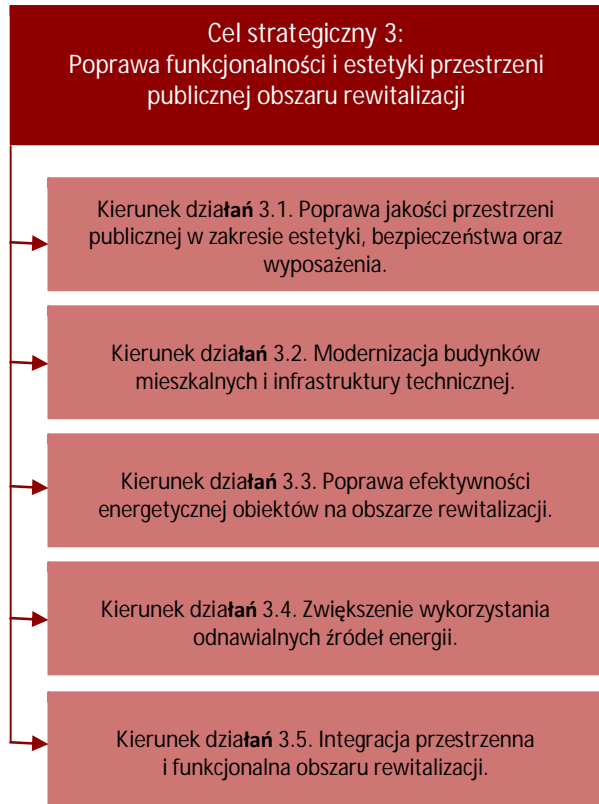 Cel strategiczny 3:
Poprawa funkcjonalności i estetyki przestrzeni
publicznej obszaru rewitalizacji
Kierunek działań 3.1. Poprawa jakości przestrzeni
publicznej w zakresie estetyki, bezpieczeństwa oraz
wyposażenia.
Kierunek działań 3.2. Modernizacja budynków
mieszkalnych i infrastruktury technicznej.
Kierunek działań 3.3. Poprawa efektywności
energetycznej obiektów na obszarze rewitalizacji.
Kierunek działań 3.4. Zwiększenie wykorzystania
odnawialnych źródeł energii.
Kierunek działań 3.5. Integracja przestrzenna
i funkcjonalna obszaru rewitalizacji.